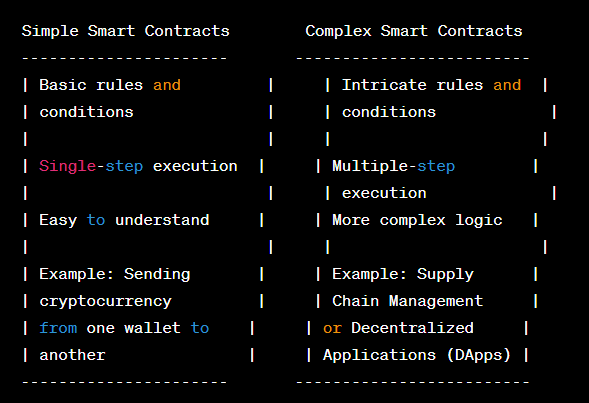 Simple Smart Contracts        Complex Smart Contracts
----------------------       -------------------------
| Basic rules and         |     | Intricate rules and  |
| conditions              |     | conditions            |
|                         |     |                      |
| Single-step execution  |     | Multiple-step        |
|                         |     | execution             |
| Easy to understand     |     | More complex logic   |
|                         |     |                      |
| Example: Sending       |     | Example: Supply      |
| cryptocurrency         |     | Chain Management     |
| from one wallet to    |     | or Decentralized     |
| another               |     | Applications (DApps) |
----------------------       -------------------------